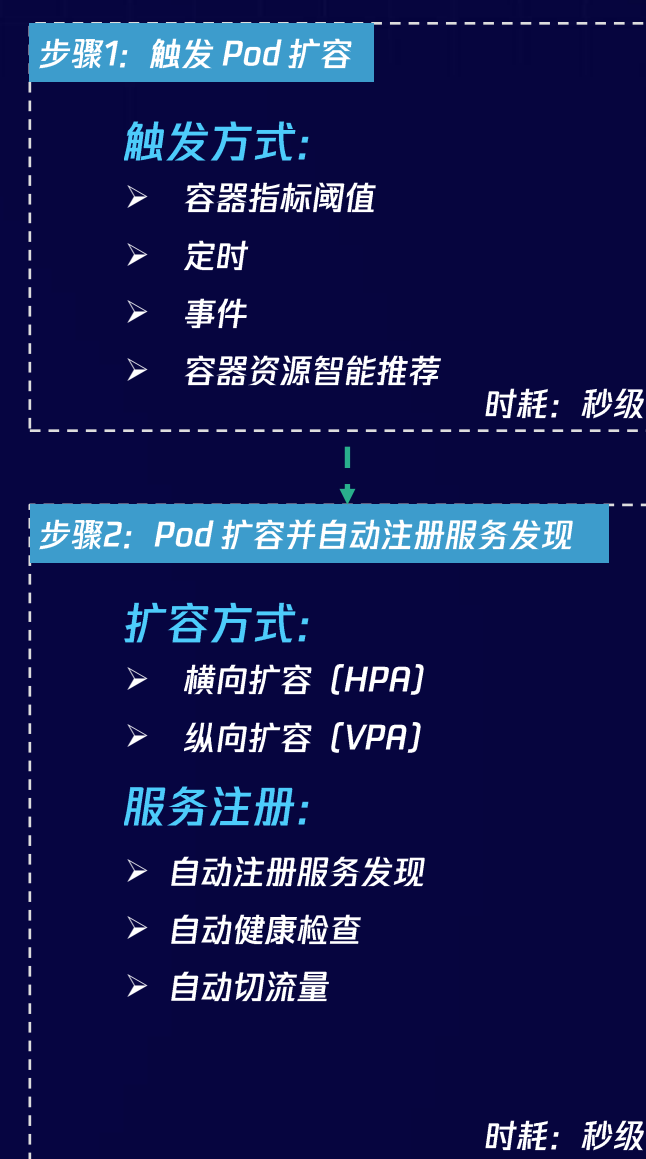 步骤1：触发 Pod 扩容
触发方式：
➢ 容器指标阈值
➢ 定时
➢ 事件
➢ 容器资源智能推荐
时耗：秒级
步骤2：Pod 扩容并自动注册服务发现
扩容方式：
➢ 横向扩容（HPA）
➢ 纵向扩容（VPA）
服务注册：
➢ 自动注册服务发现
➢ 自动健康检查
➢ 自动切流量
时耗：秒级